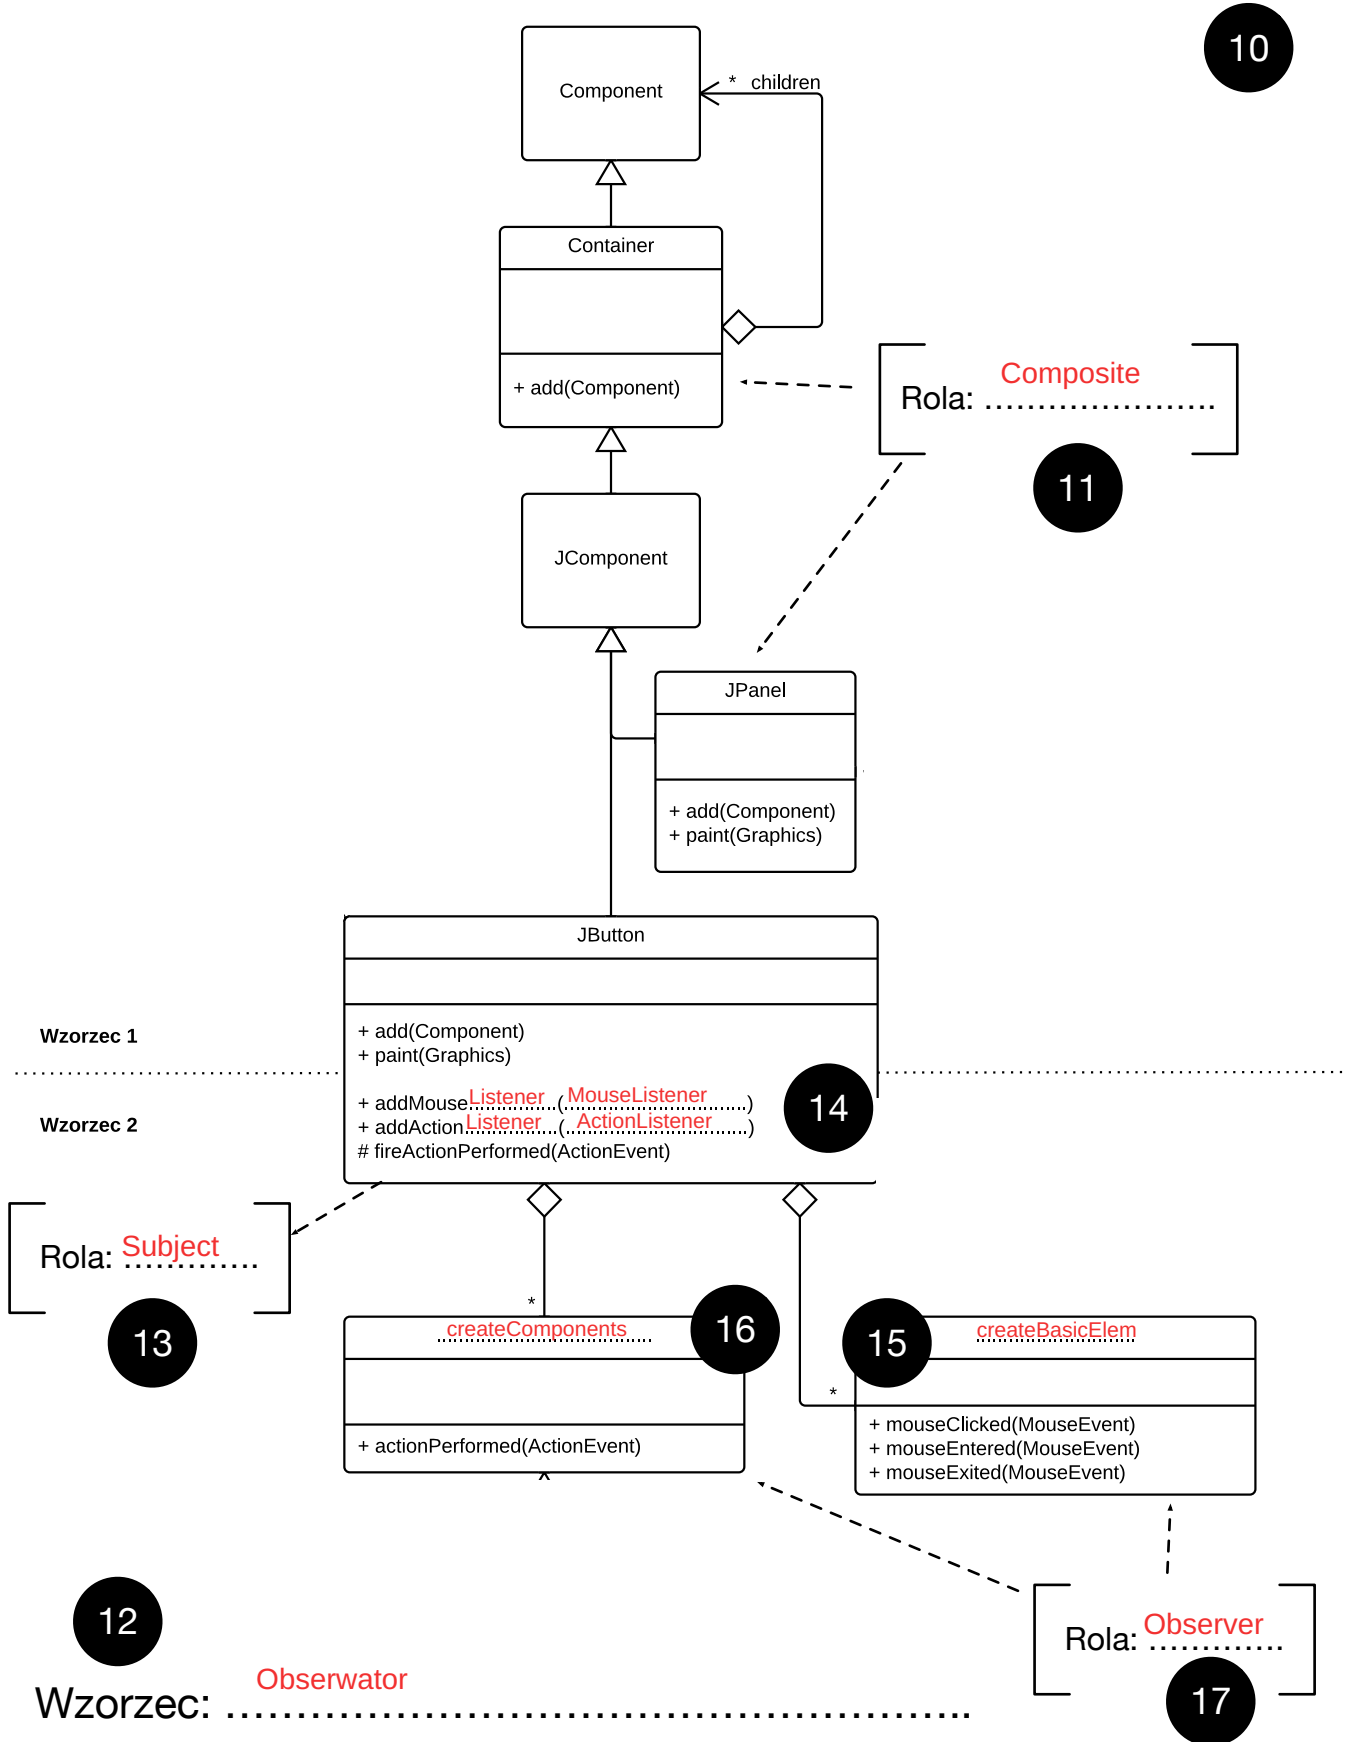 10
Component
* children
Container
+ add(Component)
Composite
Rola: ......................
11
JComponent
JPanel
+ add(Component)
+ paint(Graphics)
JButton
+ add(Component)
+ paint(Graphics)
Wzorzec 1
Wzorzec 2
+ addMouseListener...(MouseListener.......)
+ addActionListener...(ActionListener......)
# fireActionPerformed(ActionEvent)
14
Rola: Subject
13
*
createComponents
16
+ actionPerformed(ActionEvent)
*
15
createBasicElem
+ mouseClicked(MouseEvent)
+ mouseEntered(MouseEvent)
+ mouseExited(MouseEvent)
12
Wzorzec: Obserwator
Rola: Observer
17